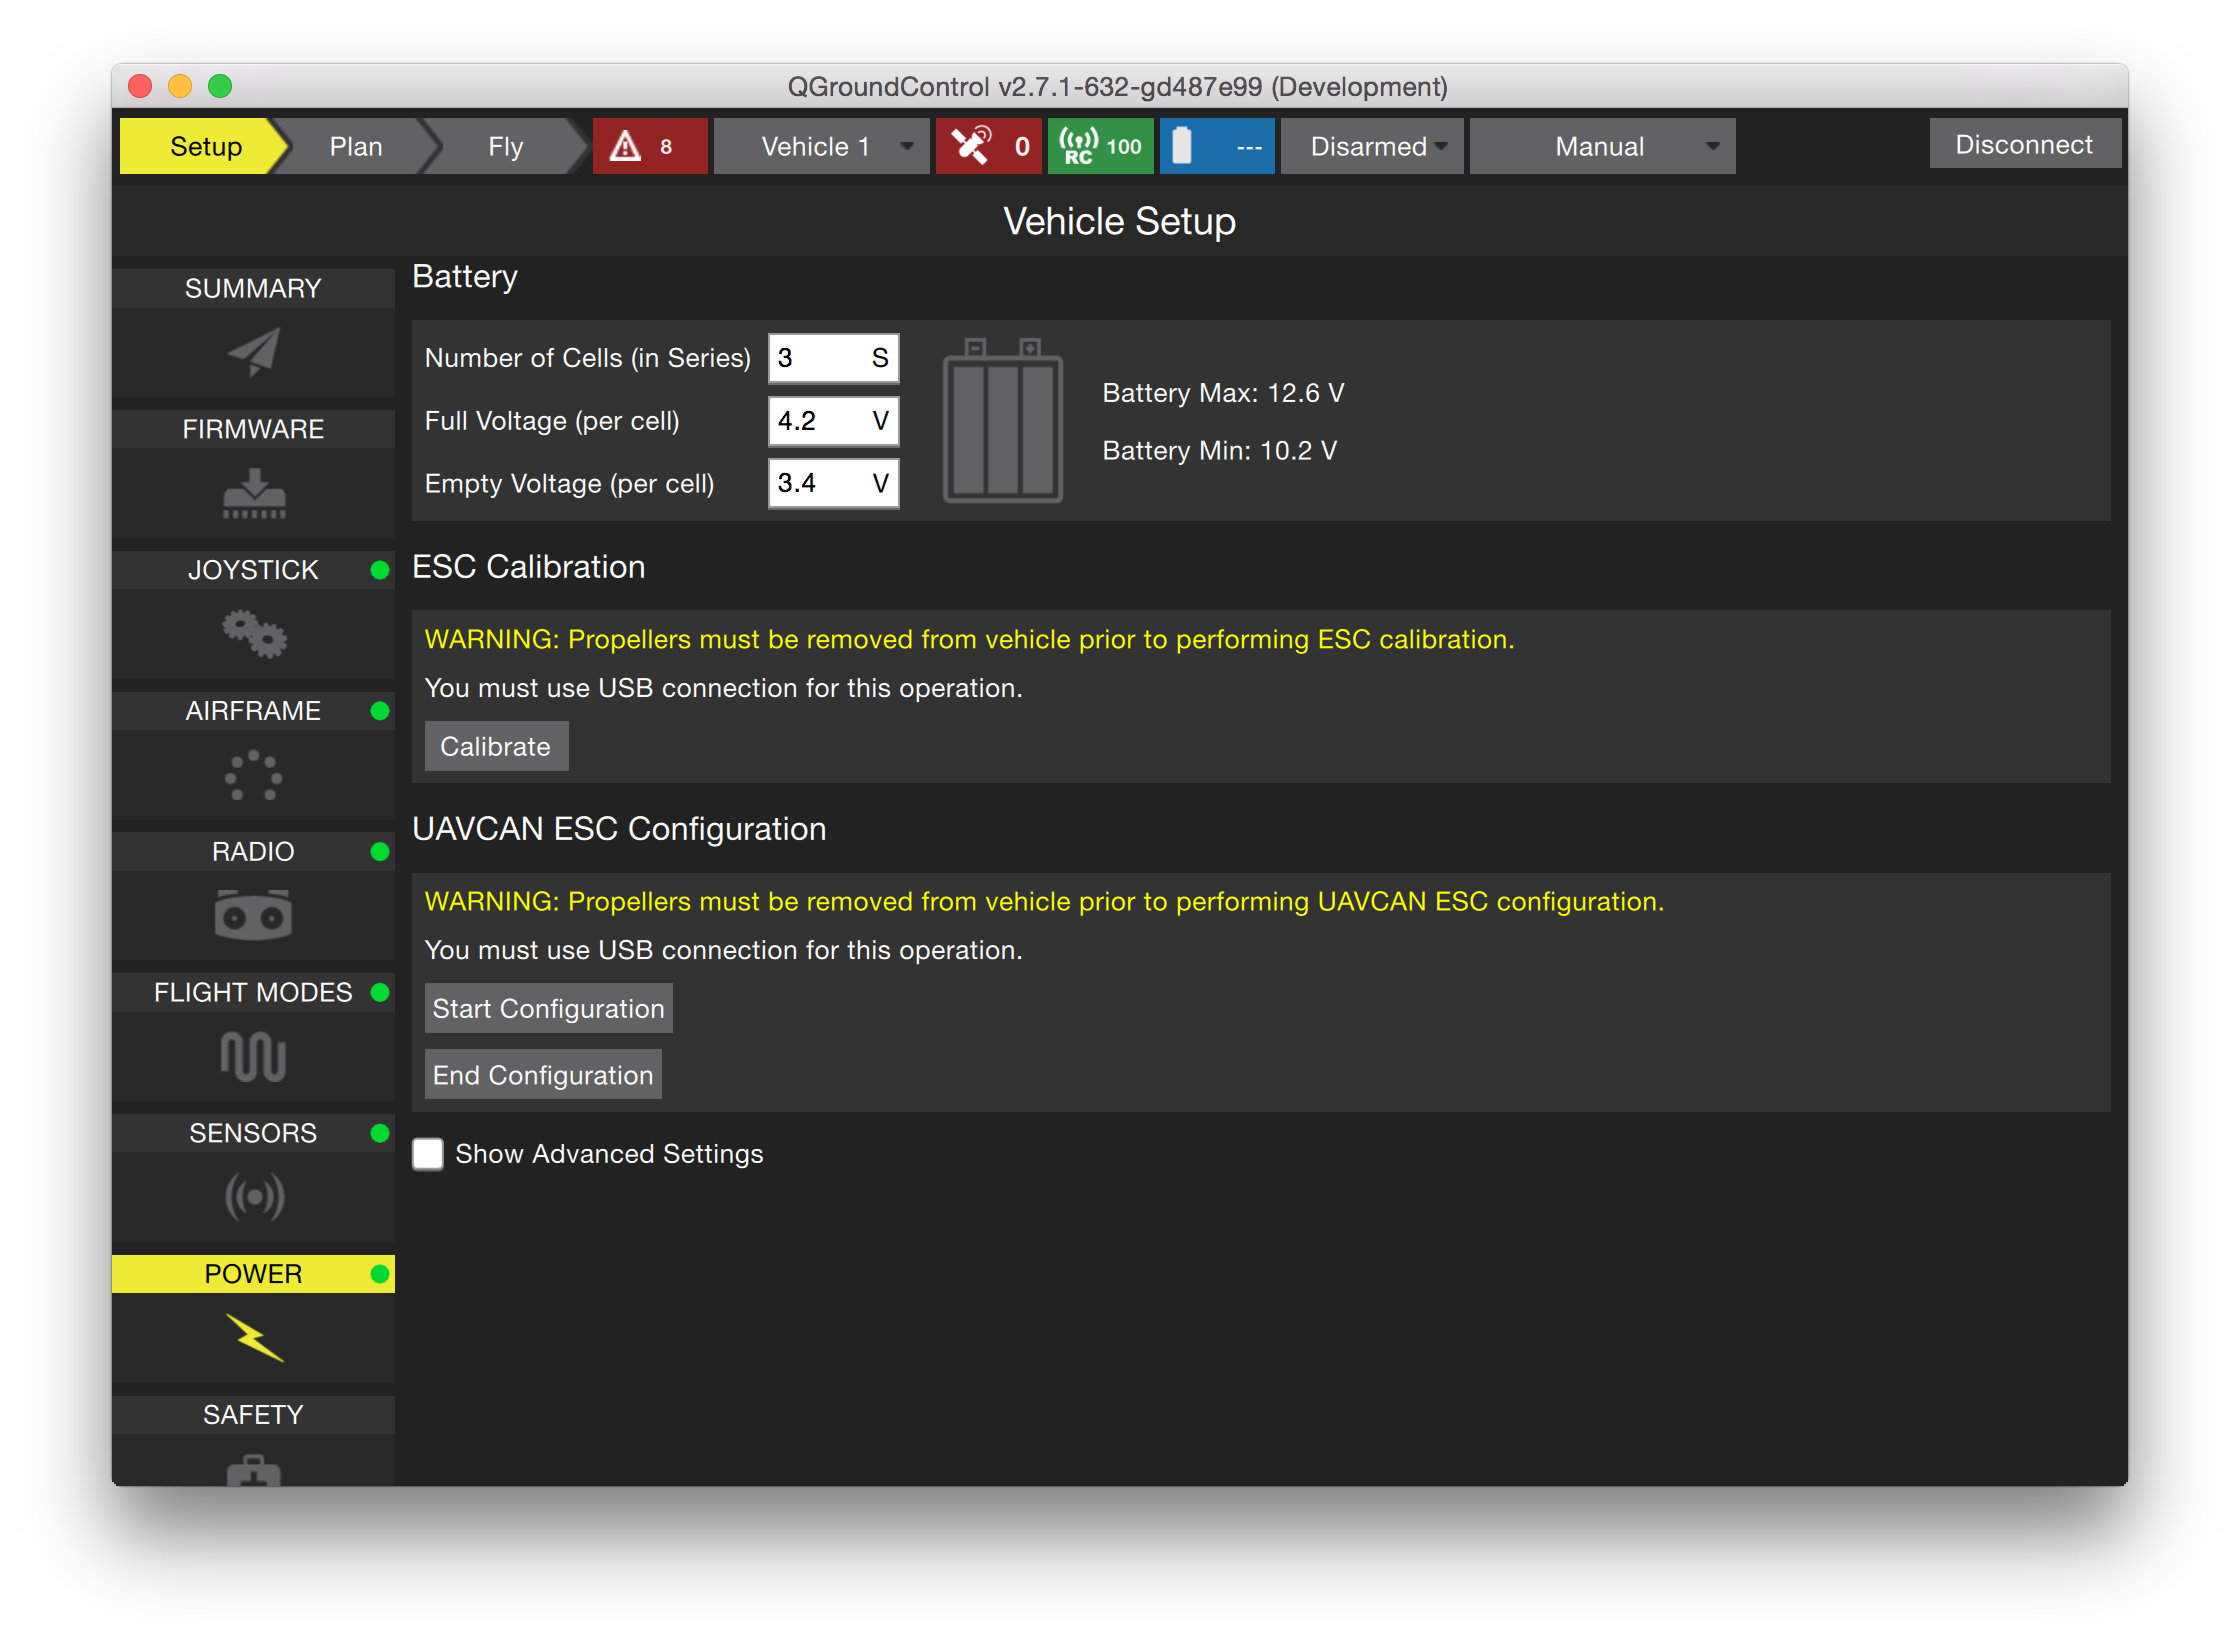 QGroundControl v2.7.1-632-gd487e99 (Development)
Setup Plan Fly 8 Vehicle 1 0 RC 100 --- Disarmed Manual Disconnect
Vehicle Setup
SUMMARY
FIRMWARE
JOYSTICK
AIRFRAME
RADIO
FLIGHT MODES
SENSORS
POWER
SAFETY
Battery
Number of Cells (in Series) 3 S
Full Voltage (per cell) 4.2 V
Empty Voltage (per cell) 3.4 V
Battery Max: 12.6 V
Battery Min: 10.2 V
ESC Calibration
WARNING: Propellers must be removed from vehicle prior to performing ESC calibration.
You must use USB connection for this operation.
Calibrate
UAVCAN ESC Configuration
WARNING: Propellers must be removed from vehicle prior to performing UAVCAN ESC configuration.
You must use USB connection for this operation.
Start Configuration
End Configuration
Show Advanced Settings